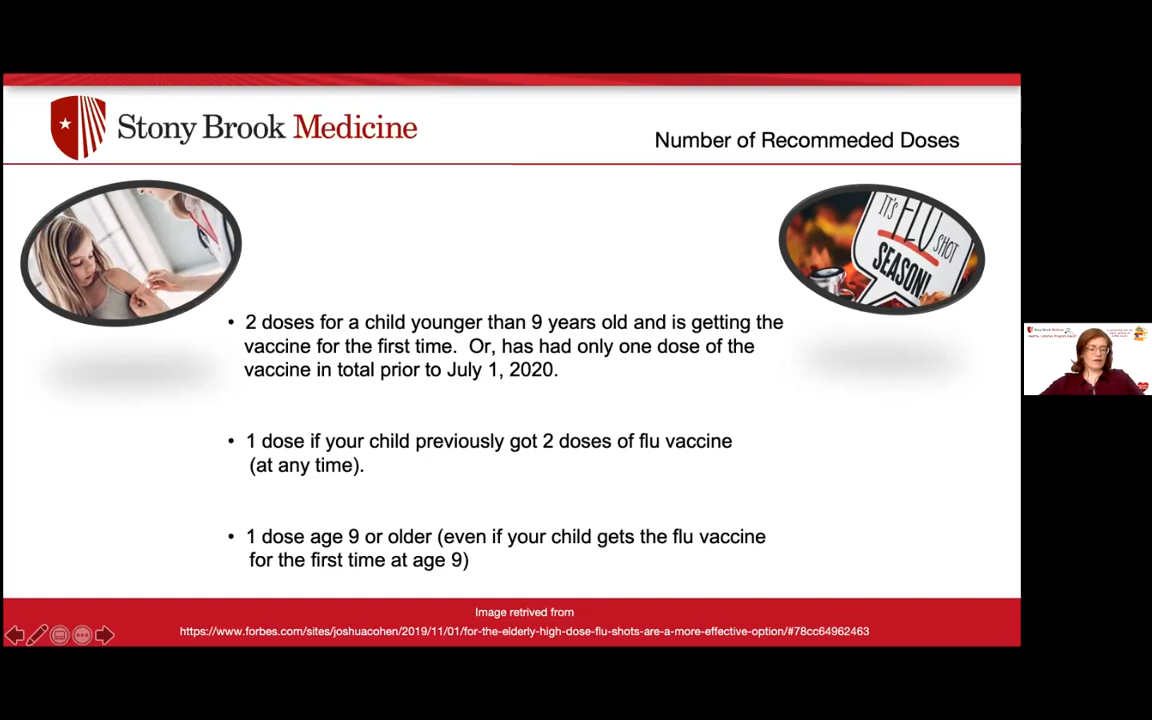 Stony Brook Medicine
Number of Recommeded Doses
IT'S
FLU SHOT
SEASON!
• 2 doses for a child younger than 9 years old and is getting the
vaccine for the first time. Or, has had only one dose of the
vaccine in total prior to July 1, 2020.
• 1 dose if your child previously got 2 doses of flu vaccine
(at any time).
• 1 dose age 9 or older (even if your child gets the flu vaccine
for the first time at age 9)
Image retrived from
https://www.forbes.com/sites/joshuacohen/2019/11/01/for-the-elderly-high-dose-flu-shots-are-a-more-effective-option/#78cc64962463
Stony Brook Medicine